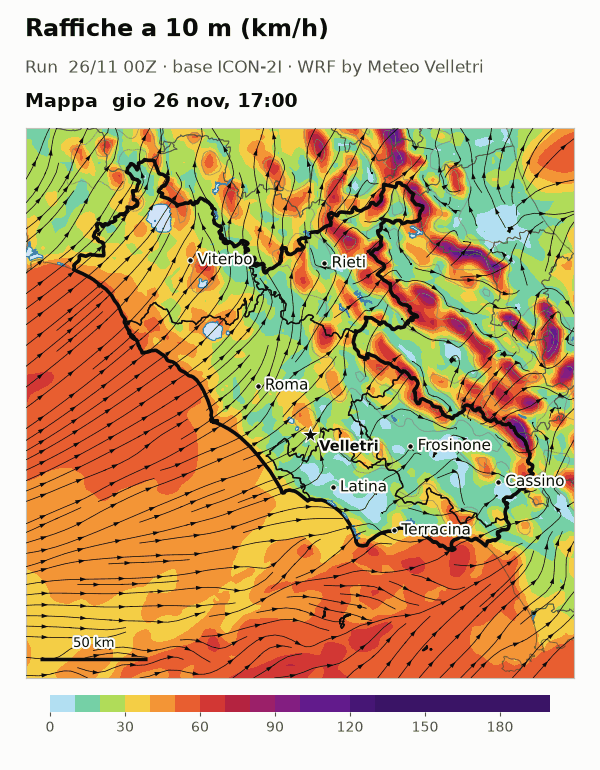 Raffiche a 10 m (km/h)
Run  26/11 00Z · base ICON-2I · WRF by Meteo Velletri
Mappa  gio 26 nov, 17:00
Viterbo
Rieti
Roma
Velletri
Frosinone
Latina
Cassino
Terracina
50 km
0 30 60 90 120 150 180